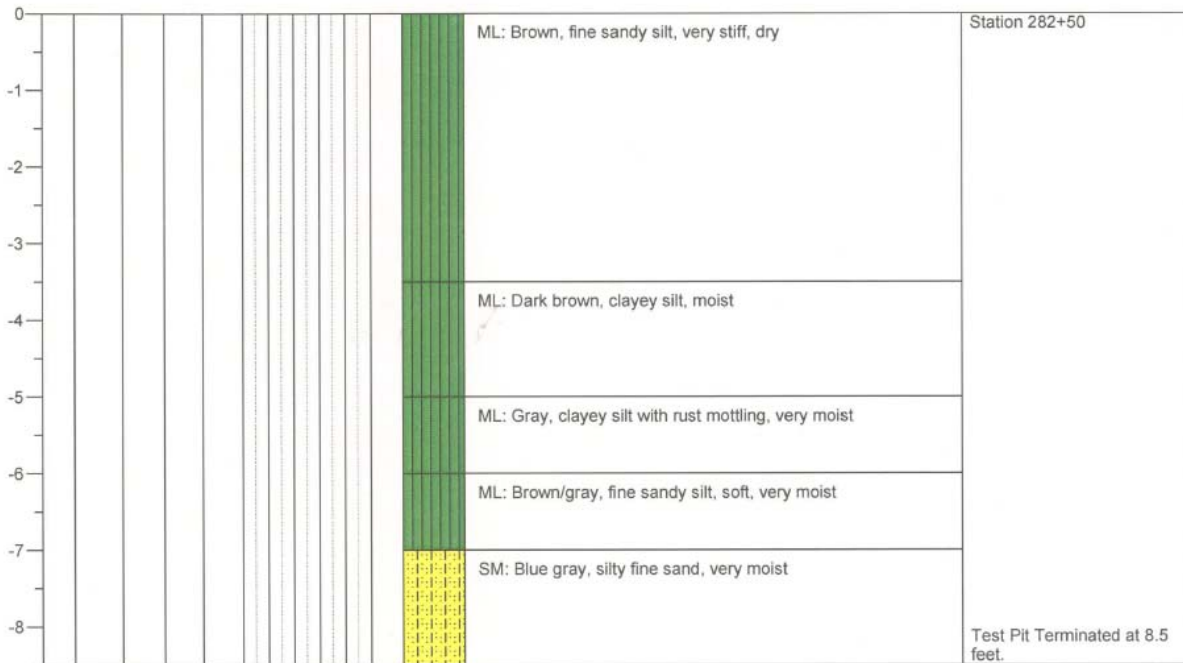 0
ML: Brown, fine sandy silt, very stiff, dry
Station 282+50
-1
-2
-3
ML: Dark brown, clayey silt, moist
-4
-5
ML: Gray, clayey silt with rust mottling, very moist
-6
ML: Brown/gray, fine sandy silt, soft, very moist
-7
SM: Blue gray, silty fine sand, very moist
-8
Test Pit Terminated at 8.5
feet.